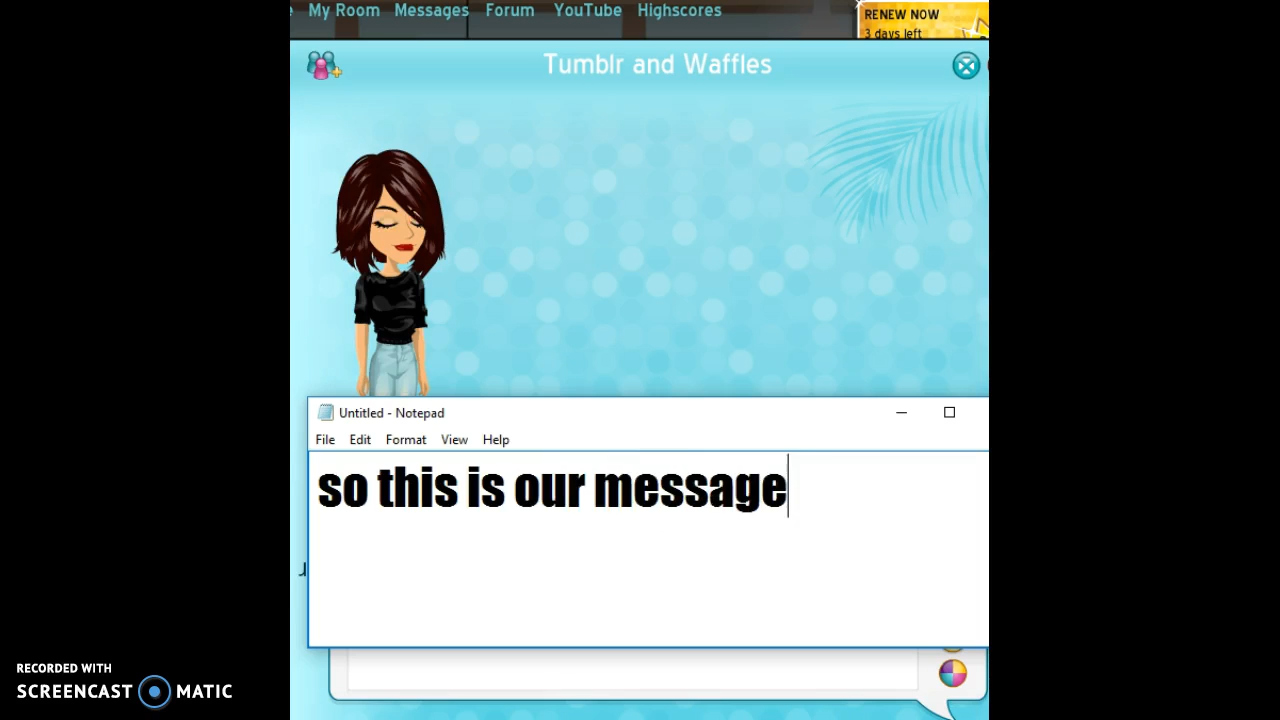 My Room Messages Forum YouTube Highscores
RENEW NOW
3 days left
Tumblr and Waffles
Untitled - Notepad
File Edit Format View Help
so this is our message
RECORDED WITH
SCREENCAST MATIC